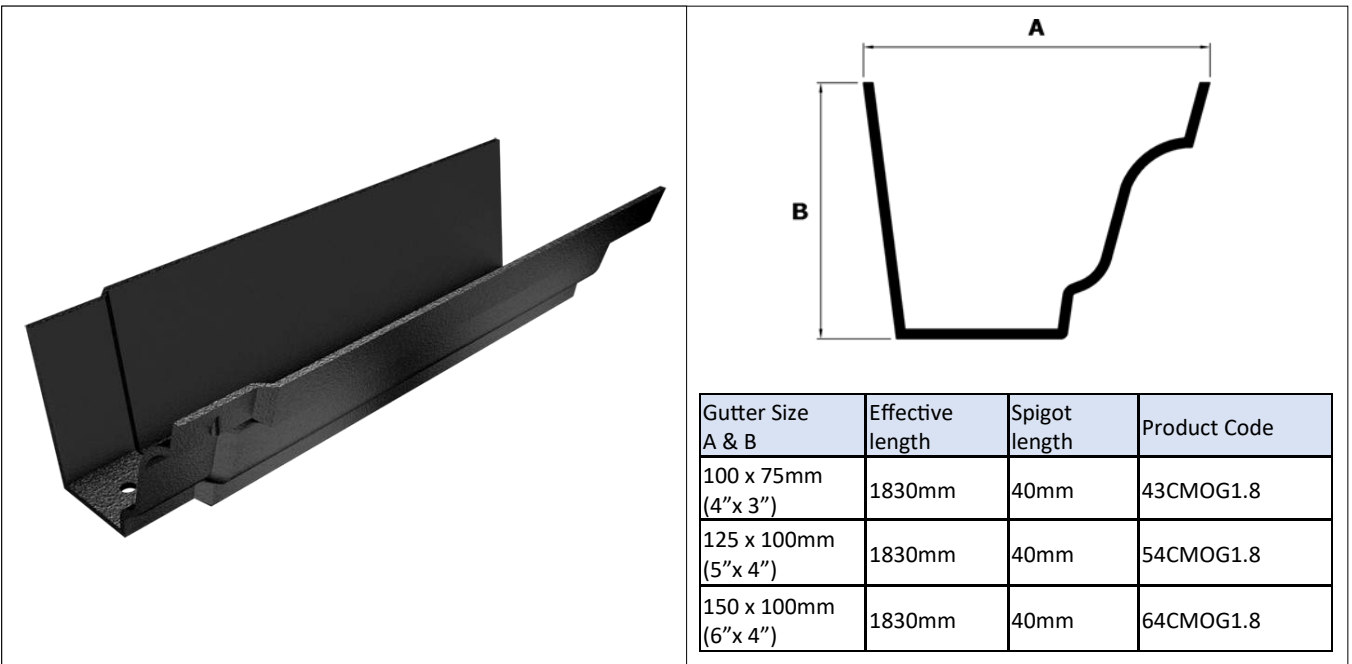 A
B
Gutter Size
A & B
Effective
length
Spigot
length
Product Code
100 x 75mm
(4”x 3”)
1830mm
40mm
43CMOG1.8
125 x 100mm
(5”x 4”)
1830mm
40mm
54CMOG1.8
150 x 100mm
(6”x 4”)
1830mm
40mm
64CMOG1.8